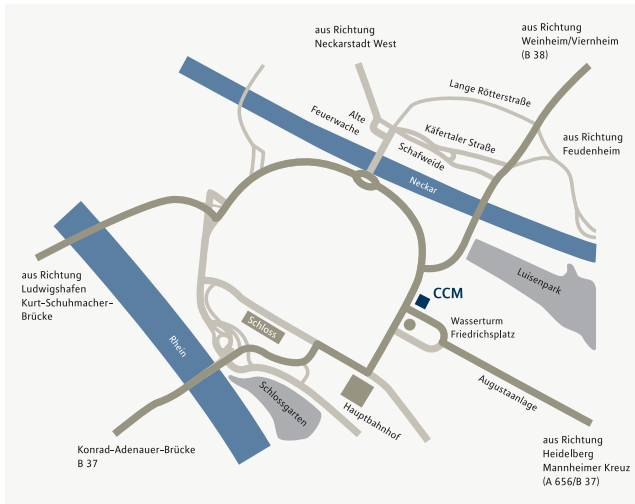 aus Richtung
Neckarstadt West
aus Richtung
Weinheim/Viernheim
(B 38)
Lange Rötterstraße
Alte
Feuerwache
Käfertaler Straße
Schafweide
aus Richtung
Feudenheim
Neckar
aus Richtung
Ludwigshafen
Kurt-Schuhmacher-
Brücke
Luisenpark
CCM
Wasserturm
Friedrichsplatz
Schloss
Rhein
Schlossgarten
Hauptbahnhof
Augustaanlage
Konrad-Adenauer-Brücke
B 37
aus Richtung
Heidelberg
Mannheimer Kreuz
(A 656/B 37)